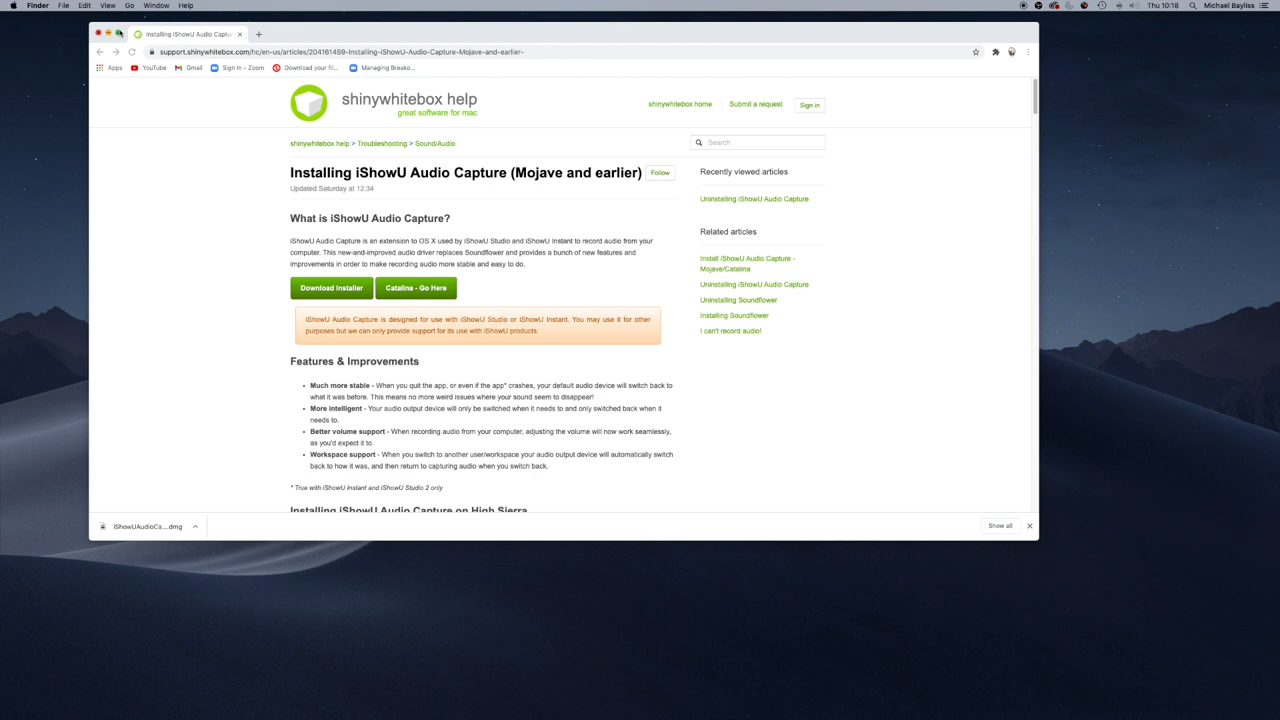 Finder File Edit View Go Window Help Thu 10:18 Michael Bayliss
Installing iShowU Audio Captu
support.shinywhitebox.com/hc/en-us/articles/204161459-Installing-iShowU-Audio-Capture-Mojave-and-earlier-
Apps YouTube Gmail Sign In - Zoom Download your fil... Managing Breako...
shinywhitebox help
great software for mac
shinywhitebox home Submit a request Sign in
shinywhitebox help > Troubleshooting > Sound/Audio
Search
Installing iShowU Audio Capture (Mojave and earlier) Follow
Updated Saturday at 12:34
What is iShowU Audio Capture?
iShowU Audio Capture is an extension to OS X used by iShowU Studio and iShowU Instant to record audio from your
computer. This new-and-improved audio driver replaces Soundflower and provides a bunch of new features and
improvements in order to make recording audio more stable and easy to do.
Download Installer Catalina - Go Here
iShowU Audio Capture is designed for use with iShowU Studio or iShowU Instant. You may use it for other
purposes but we can only provide support for its use with iShowU products.
Features & Improvements
• Much more stable - When you quit the app, or even if the app* crashes, your default audio device will switch back to
what it was before. This means no more weird issues where your sound seem to disappear!
• More intelligent - Your audio output device will only be switched when it needs to and only switched back when it
needs to.
• Better volume support - When recording audio from your computer, adjusting the volume will now work seamlessly,
as you'd expect it to.
• Workspace support - When you switch to another user/workspace your audio output device will automatically switch
back to how it was, and then return to capturing audio when you switch back.
* True with iShowU Instant and iShowU Studio 2 only
Installing iShowU Audio Capture on High Sierra
Recently viewed articles
Uninstalling iShowU Audio Capture
Related articles
Install iShowU Audio Capture -
Mojave/Catalina
Uninstalling iShowU Audio Capture
Uninstalling Soundflower
Installing Soundflower
I can't record audio!
iShowUAudioCa....dmg
Show all